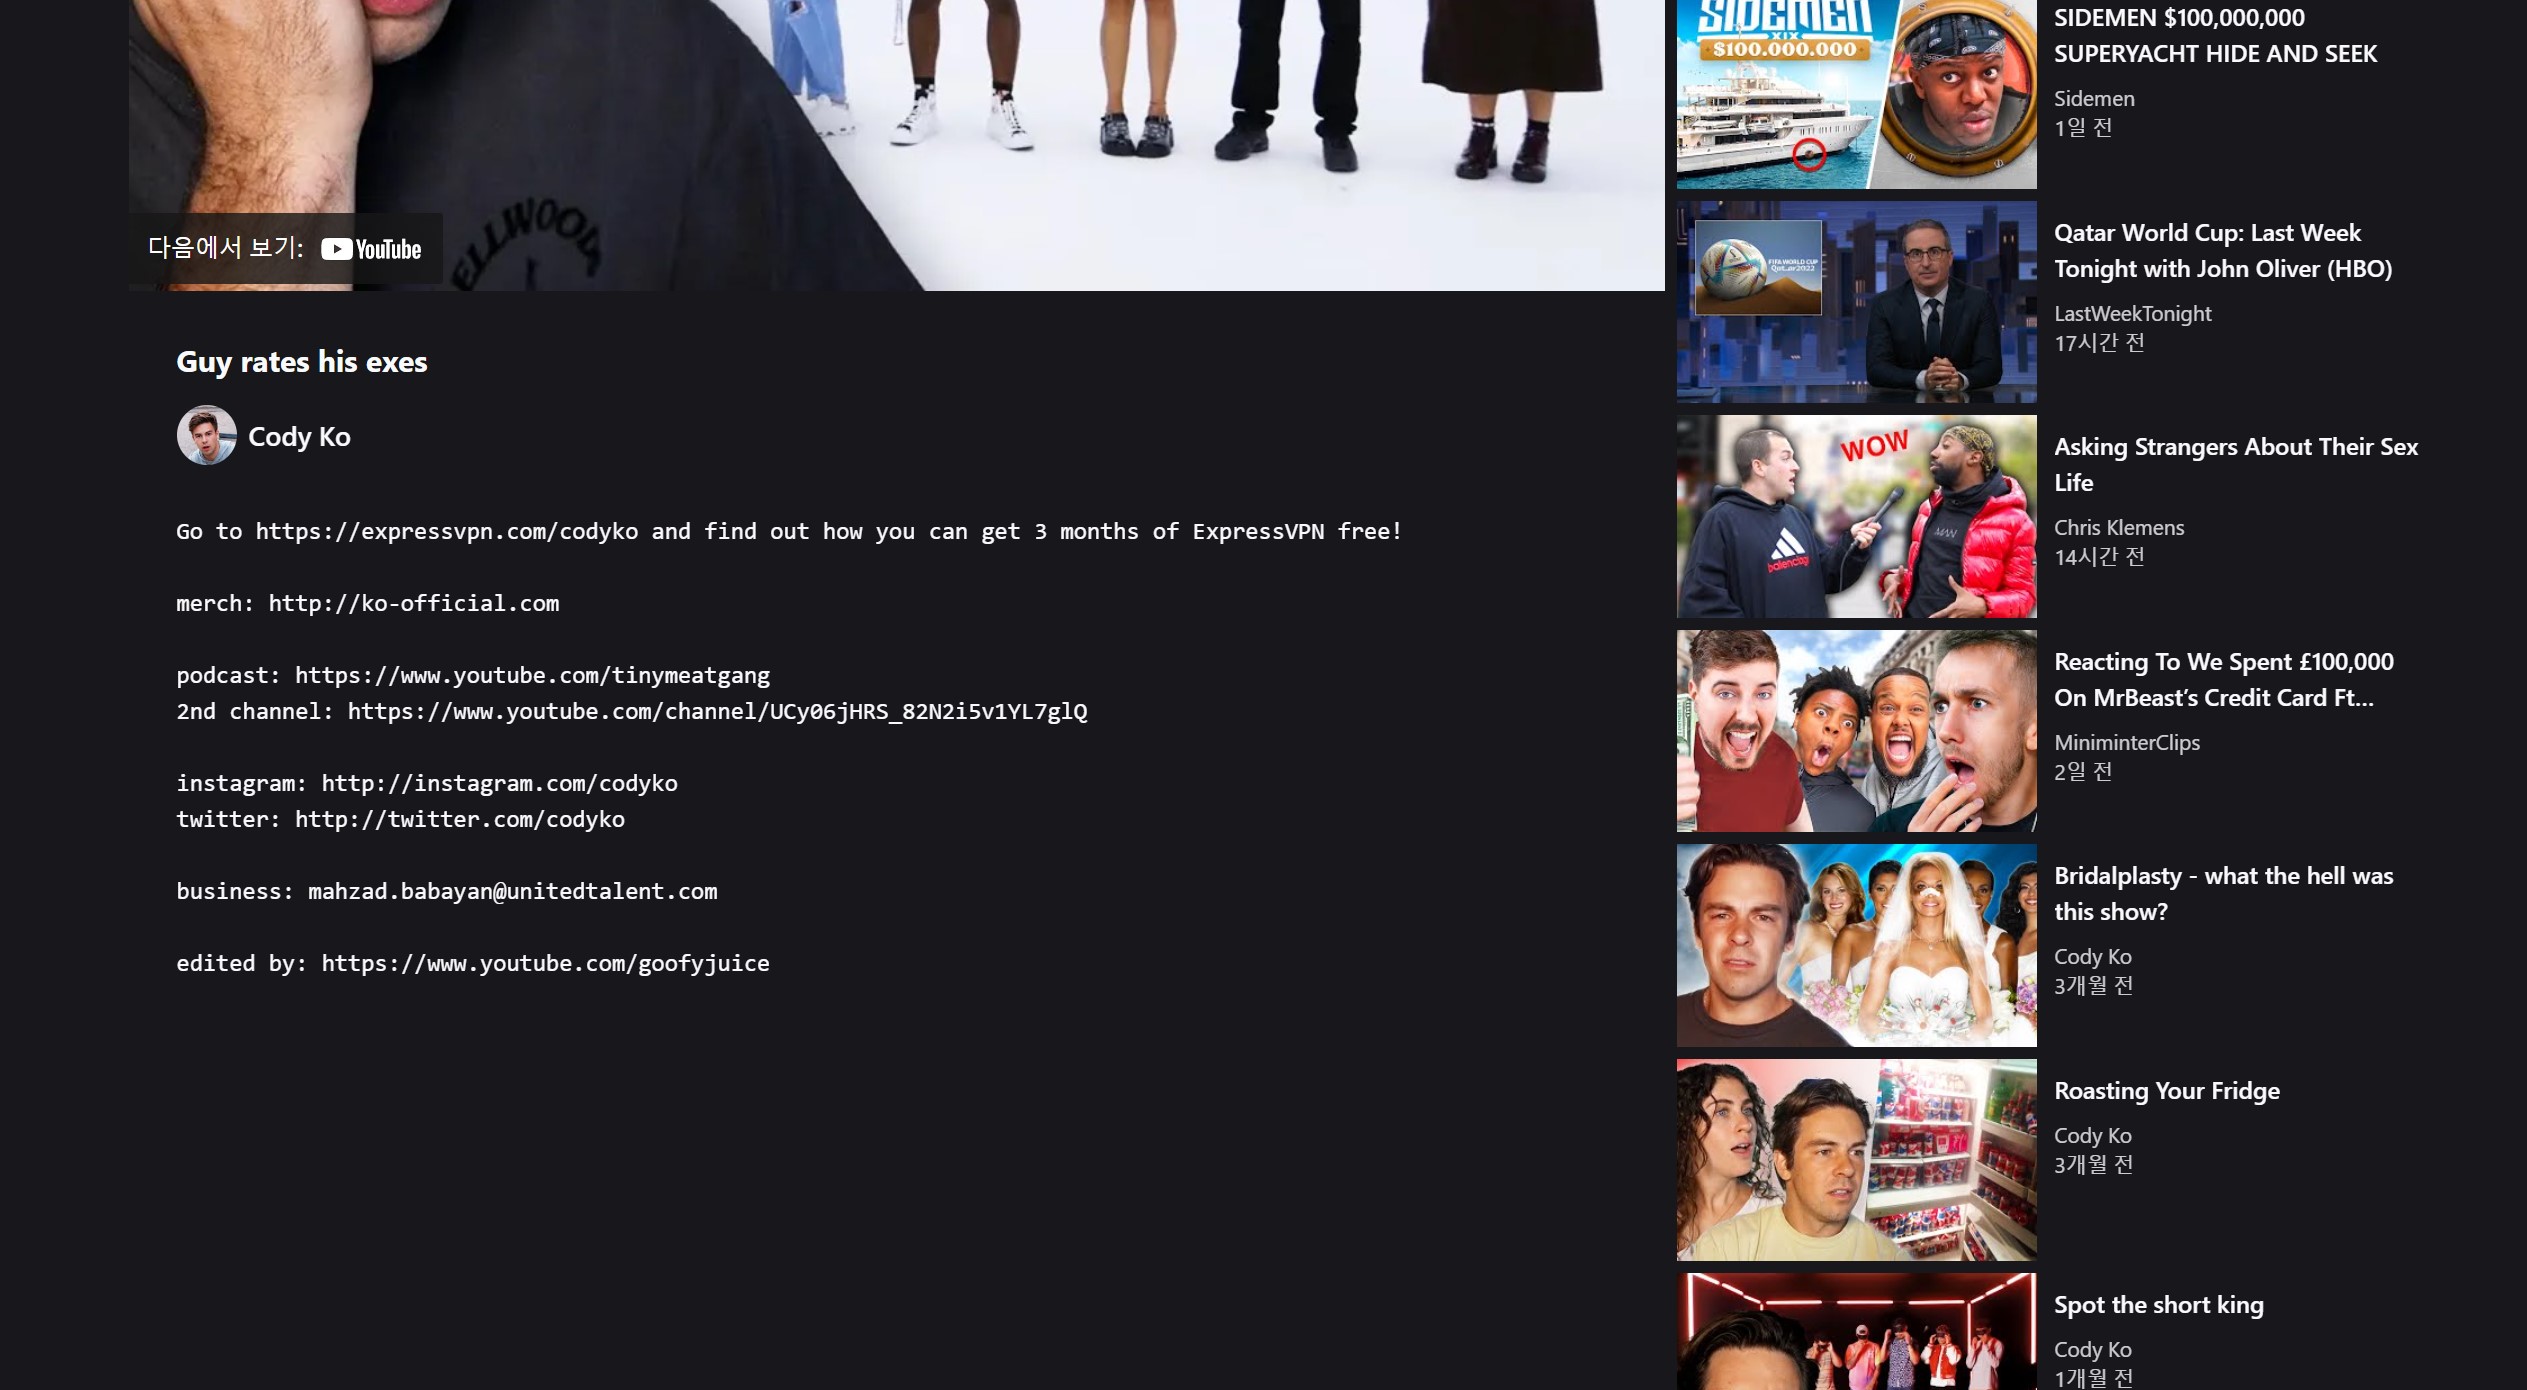 다음에서 보기: YouTube
ELLWOOD
Guy rates his exes
Cody Ko
Go to https://expressvpn.com/codyko and find out how you can get 3 months of ExpressVPN free!
merch: http://ko-official.com
podcast: https://www.youtube.com/tinymeatgang
2nd channel: https://www.youtube.com/channel/UCy06jHRS_82N2i5v1YL7glQ
instagram: http://instagram.com/codyko
twitter: http://twitter.com/codyko
business: mahzad.babayan@unitedtalent.com
edited by: https://www.youtube.com/goofyjuice
SIDEMEN
XIX
$100.000.000
SIDEMEN $100,000,000
SUPERYACHT HIDE AND SEEK
Sidemen
1일 전
FIFA WORLD CUP
Qatar2022
Qatar World Cup: Last Week
Tonight with John Oliver (HBO)
LastWeekTonight
17시간 전
WOW
balenciaga
Asking Strangers About Their Sex
Life
Chris Klemens
14시간 전
Reacting To We Spent £100,000
On MrBeast’s Credit Card Ft...
MiniminterClips
2일 전
Bridalplasty - what the hell was
this show?
Cody Ko
3개월 전
Roasting Your Fridge
Cody Ko
3개월 전
Spot the short king
Cody Ko
1개월 전